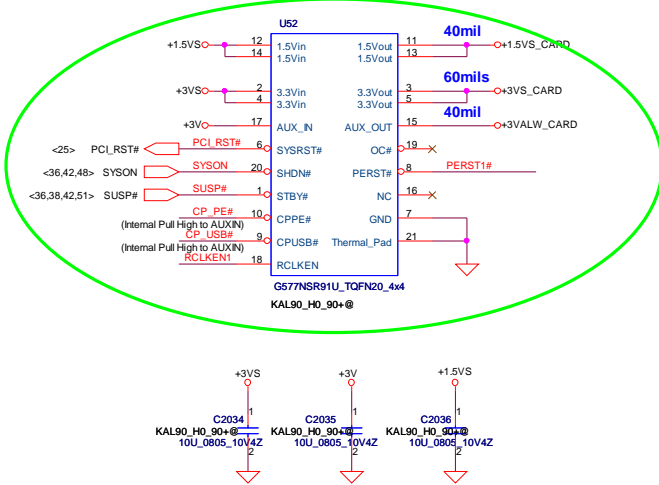 U52
+1.5VS 12 1.5Vin 1.5Vout 11 40mil +1.5VS_CARD
14 1.5Vin 1.5Vout 13
+3VS 2 3.3Vin 3.3Vout 3 60mils +3VS_CARD
4 3.3Vin 3.3Vout 5
+3V 17 AUX_IN AUX_OUT 15 40mil +3VALW_CARD
<25> PCI_RST# PCI_RST# 6 SYSRST# OC# 19
<36,42,48> SYSON SYSON 20 SHDN# PERST# 8 PERST1#
<36,38,42,51> SUSP# SUSP# 1 STBY# NC 16
CP_PE# 10 CPPE# GND 7
(Internal Pull High to AUXIN)
CP_USB# 9 CPUSB# Thermal_Pad 21
(Internal Pull High to AUXIN)
RCLKEN1 18 RCLKEN
G577NSR91U_TQFN20_4x4
KAL90_H0_90+@
+3VS +3V +1.5VS
1 1 1
C2034 C2035 C2036
KAL90_H0_90+@ KAL90_H0_90+@ KAL90_H0_90+@
10U_0805_10V4Z 10U_0805_10V4Z 10U_0805_10V4Z
2 2 2